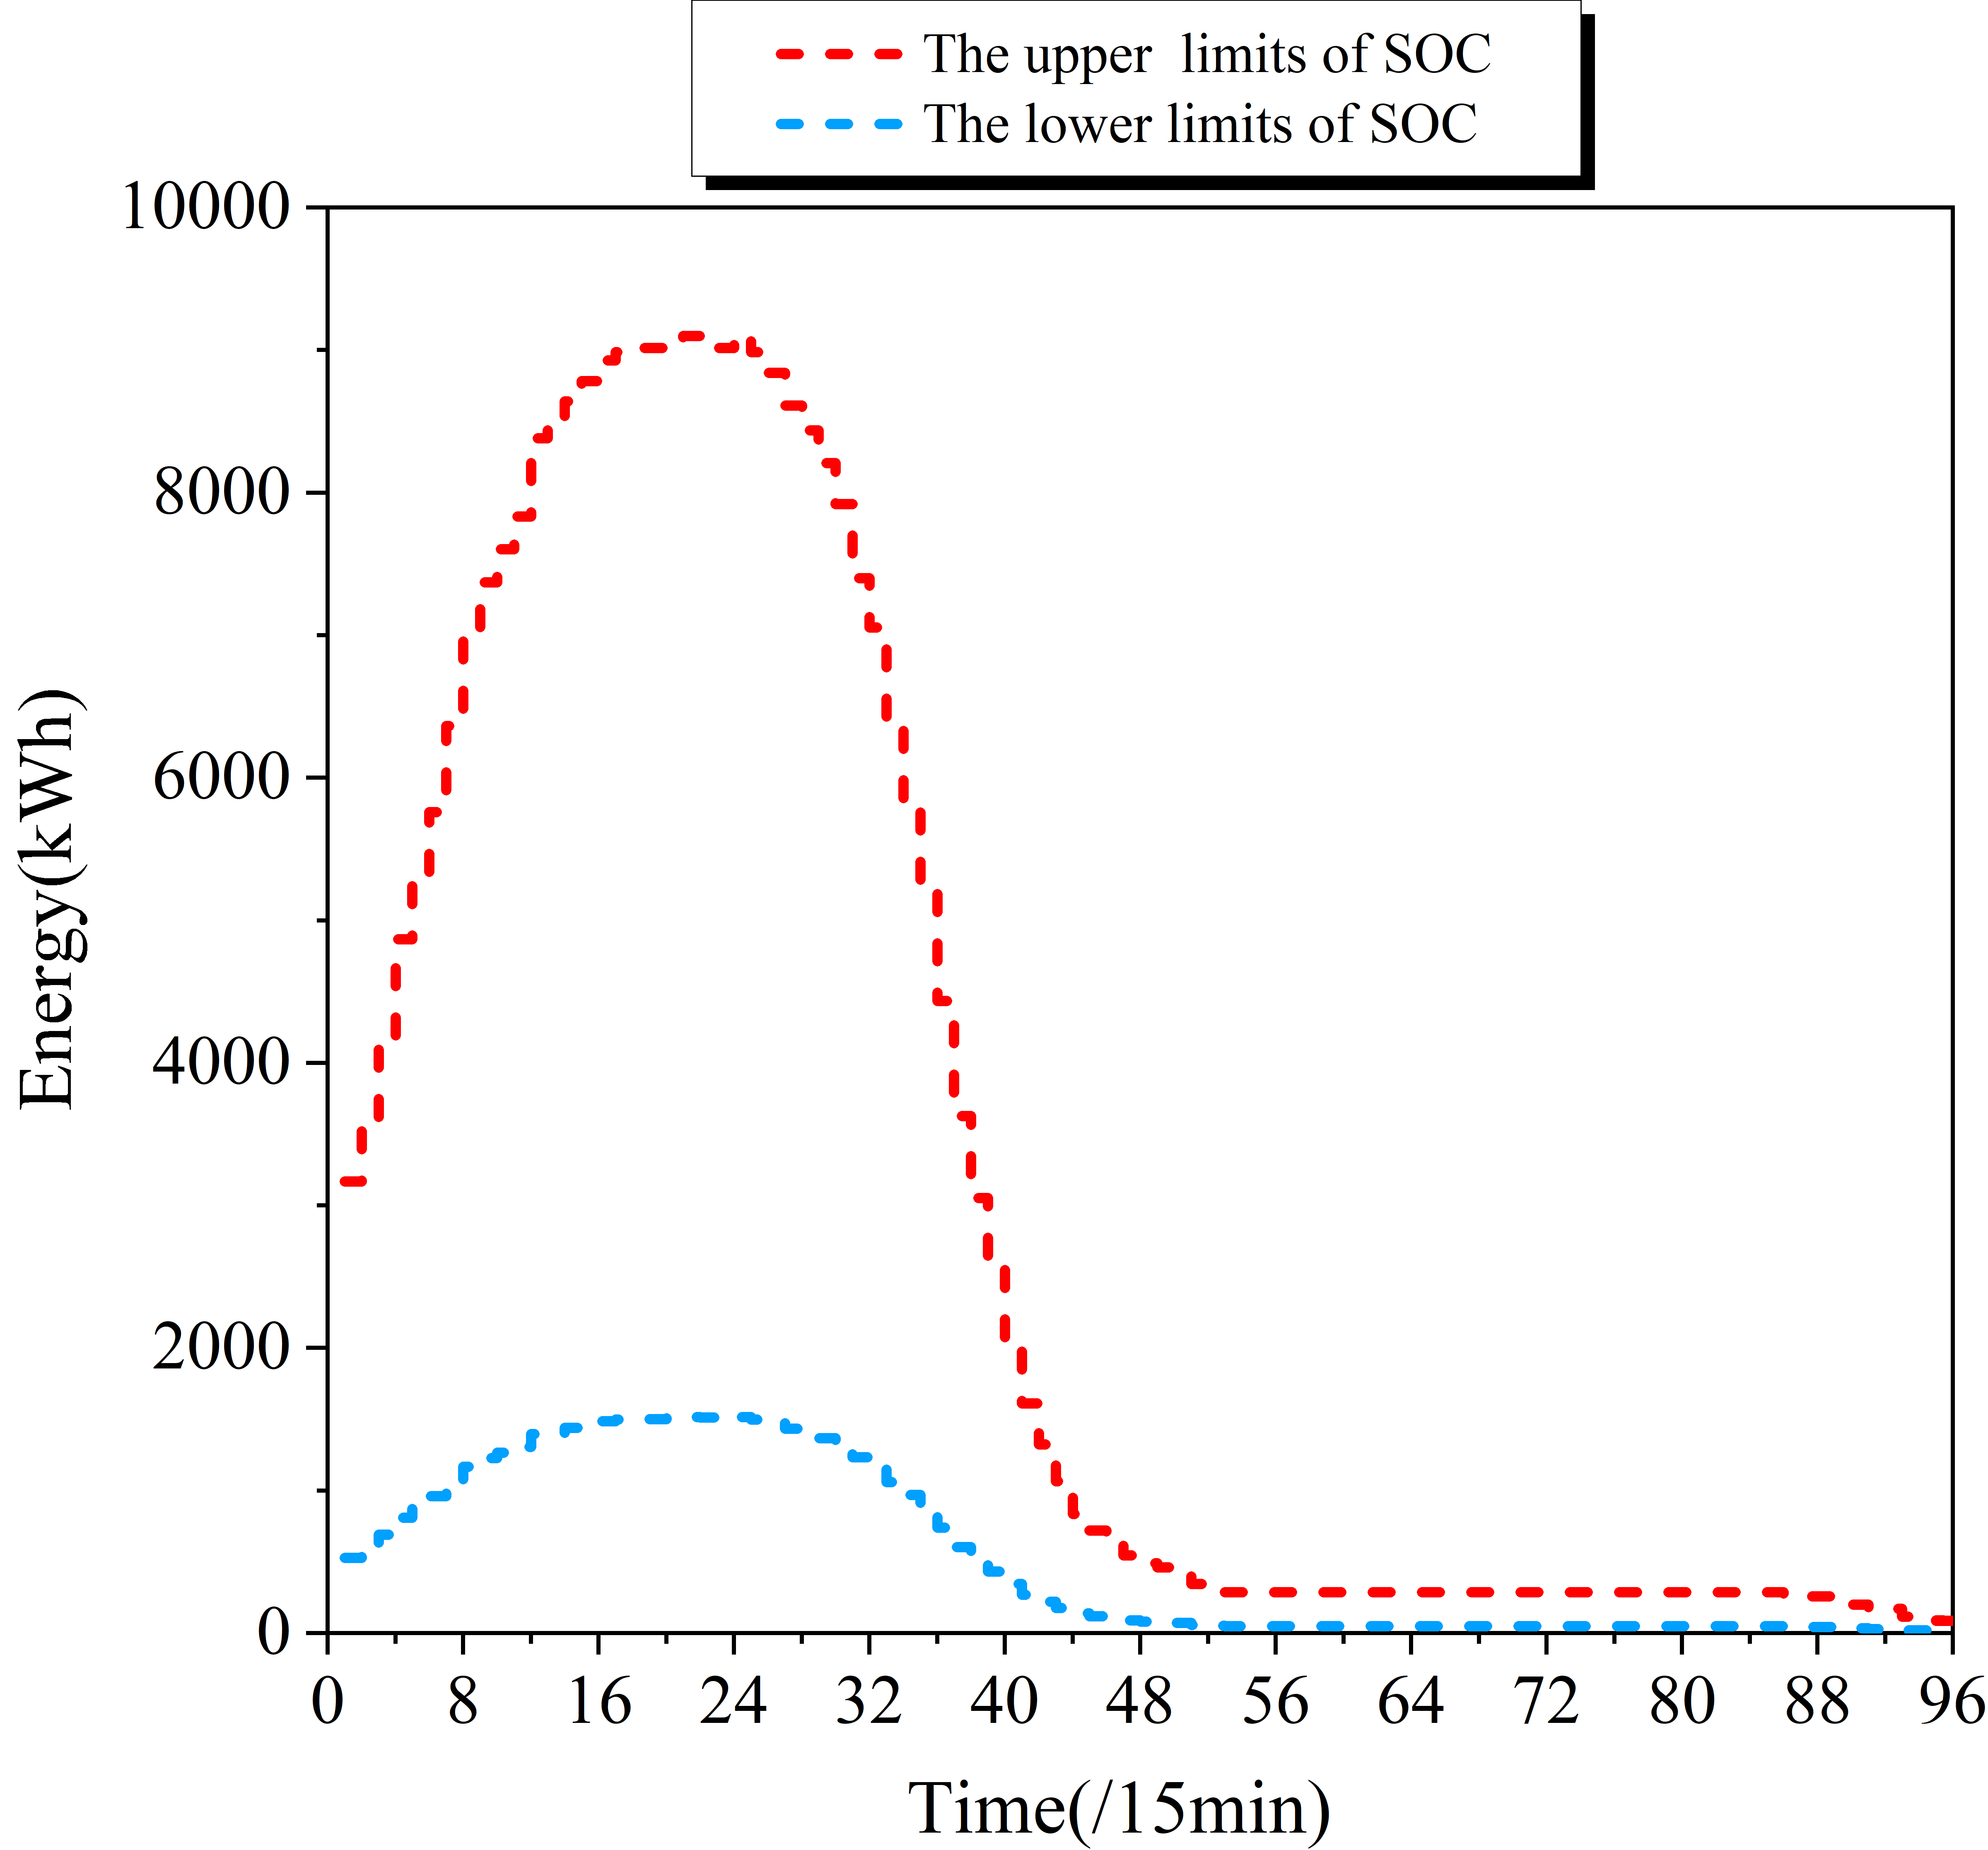 The upper limits of SOC
The lower limits of SOC
10000
8000
6000
4000
2000
0
Energy(kWh)
0 8 16 24 32 40 48 56 64 72 80 88 96
Time(/15min)